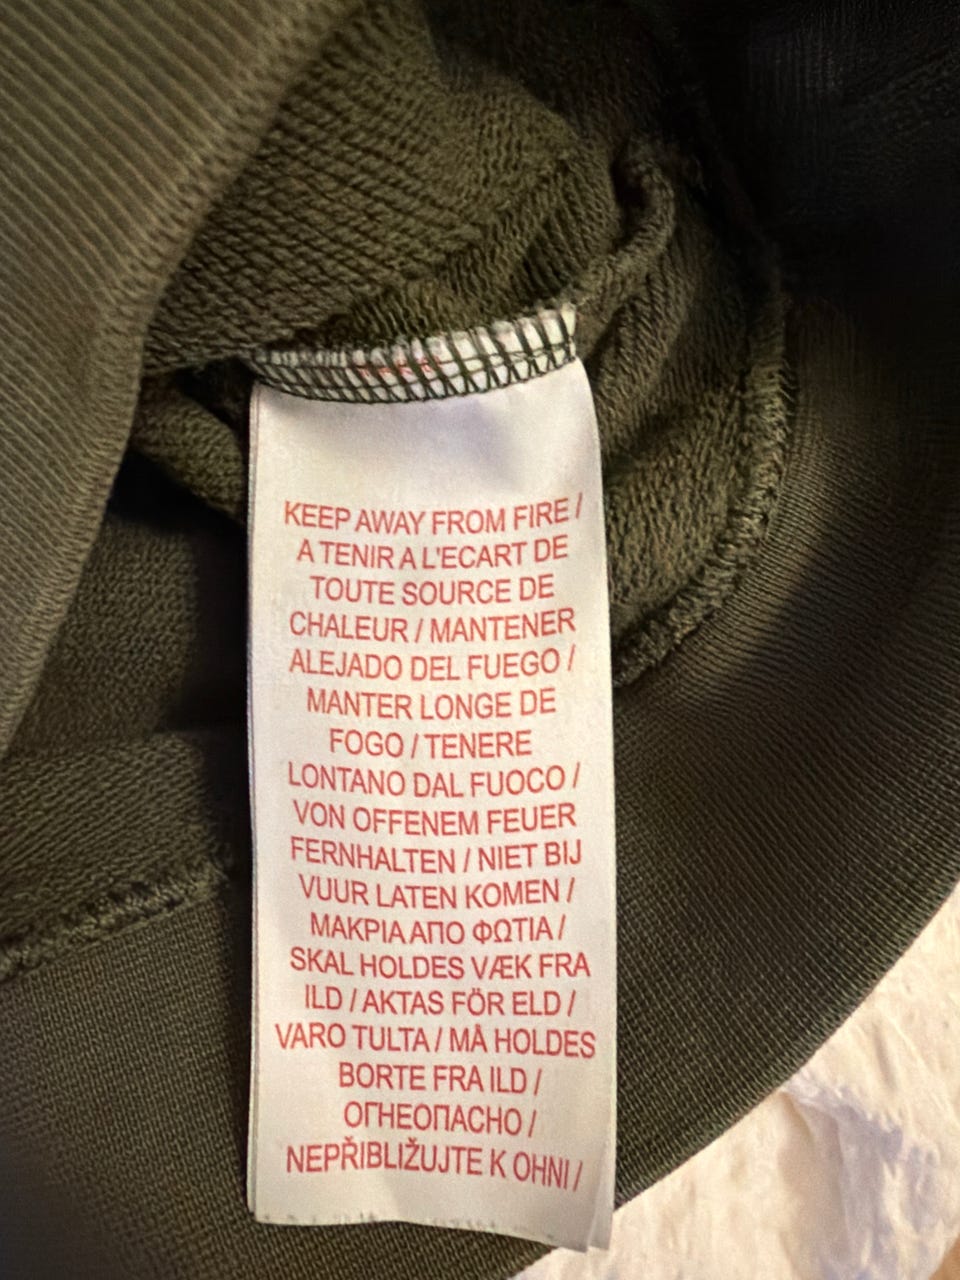 KEEP AWAY FROM FIRE /
A TENIR A L'ECART DE
TOUTE SOURCE DE
CHALEUR / MANTENER
ALEJADO DEL FUEGO /
MANTER LONGE DE
FOGO / TENERE
LONTANO DAL FUOCO /
VON OFFENEM FEUER
FERNHALTEN / NIET BIJ
VUUR LATEN KOMEN /
ΜΑΚΡΙΑ ΑΠΟ ΦΩΤΙΑ /
SKAL HOLDES VÆK FRA
ILD / AKTAS FÖR ELD /
VARO TULTA / MÅ HOLDES
BORTE FRA ILD /
ОГНЕОПАСНО /
NEPŘIBLIŽUJTE K OHNI /